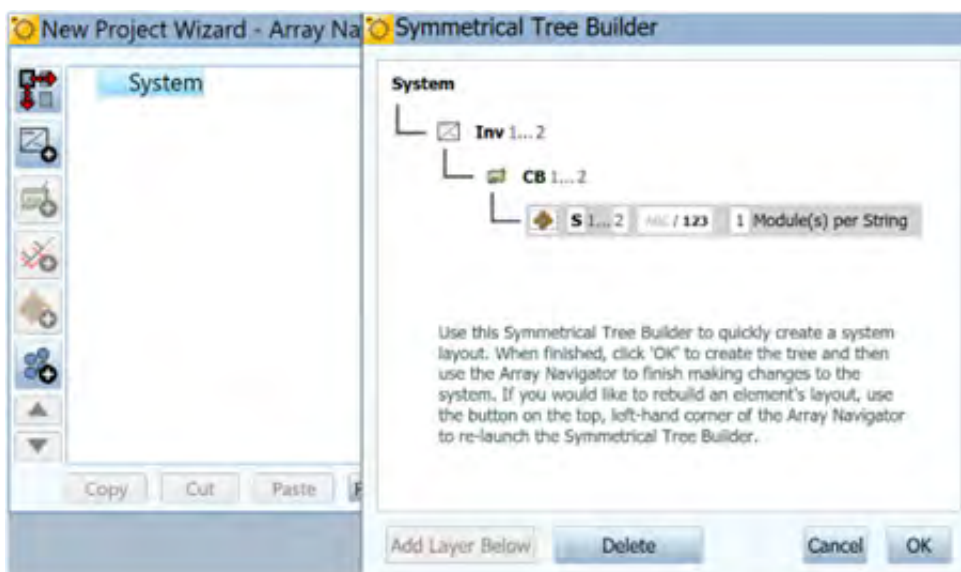 New Project Wizard - Array Na
Symmetrical Tree Builder
System
System
Inv 1... 2
CB 1... 2
S 1... 2 ABC / 123 1 Module(s) per String
Use this Symmetrical Tree Builder to quickly create a system
layout. When finished, click 'OK' to create the tree and then
use the Array Navigator to finish making changes to the
system. If you would like to rebuild an element's layout, use
the button on the top, left-hand corner of the Array Navigator
to re-launch the Symmetrical Tree Builder.
Copy Cut Paste
Add Layer Below Delete Cancel OK